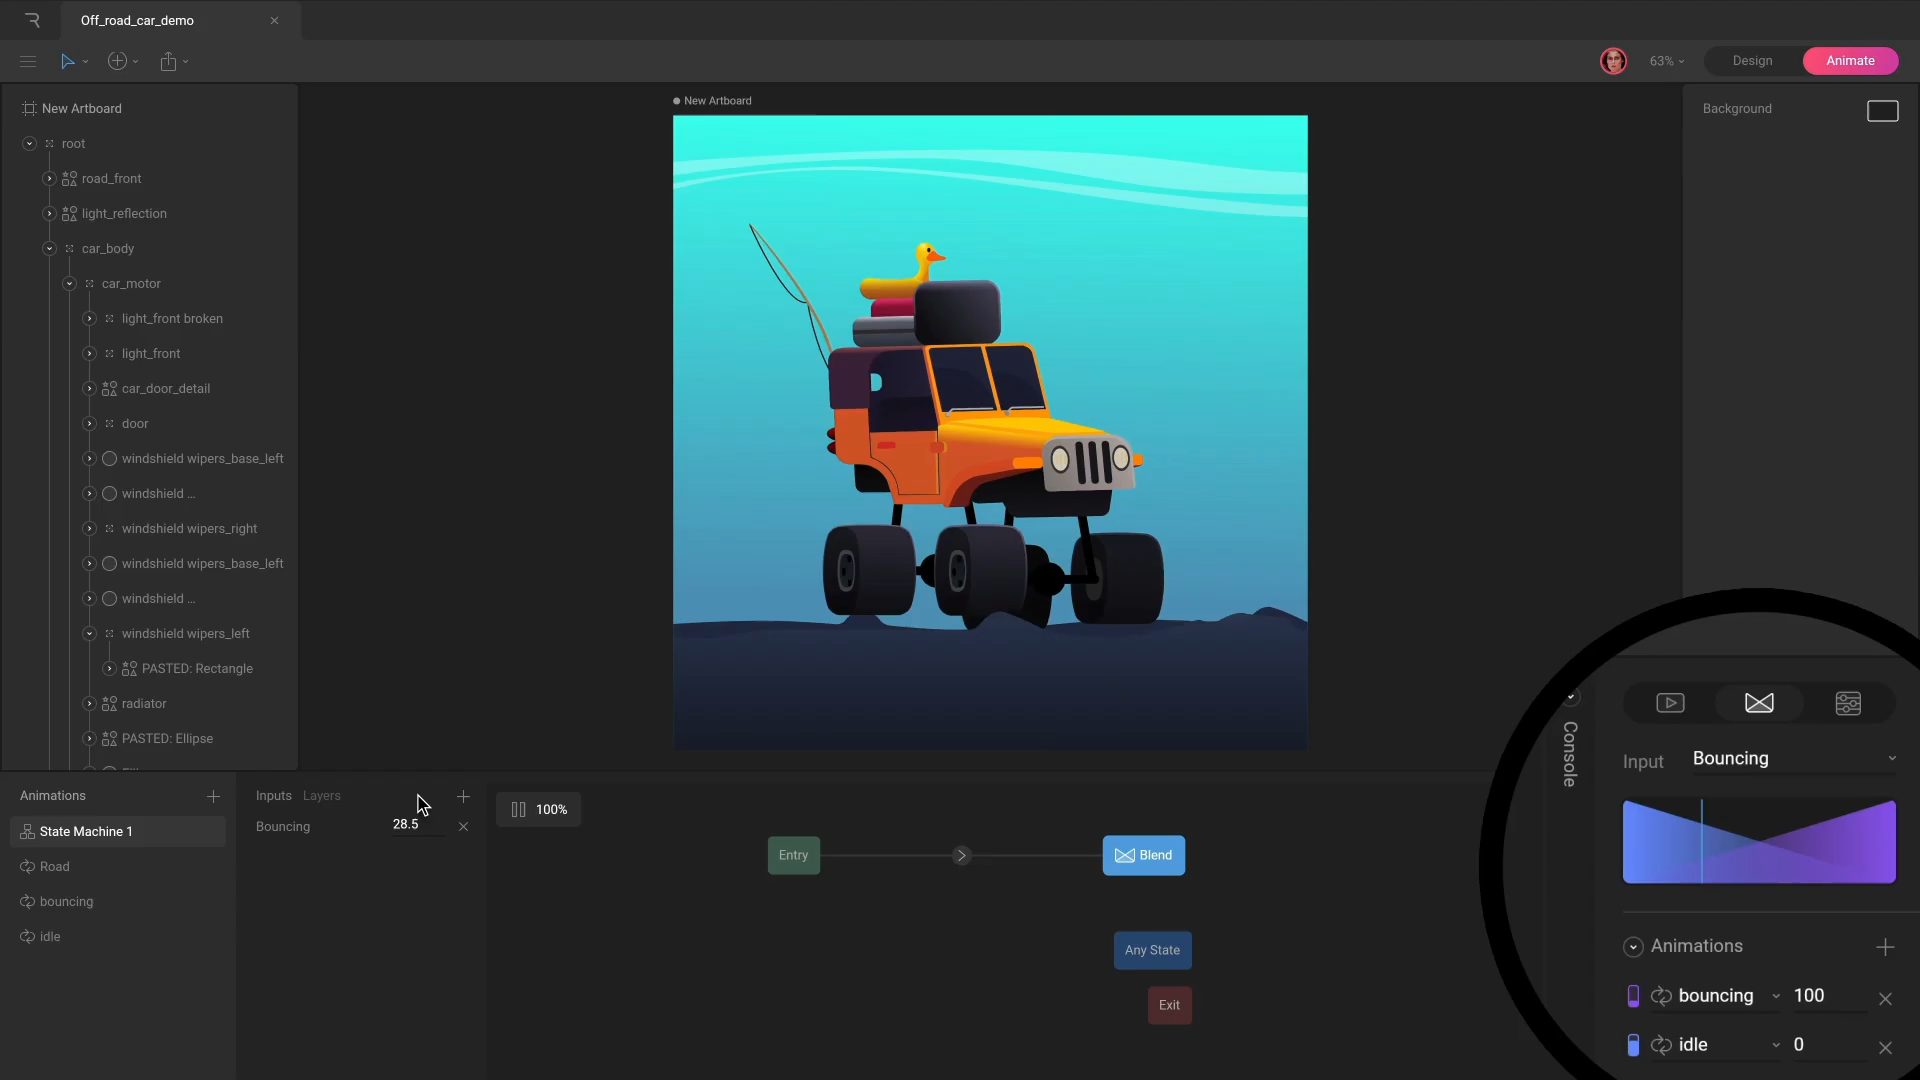 Off_road_car_demo
63%
Design
Animate
New Artboard
root
road_front
light_reflection
car_body
car_motor
light_front broken
light_front
car_door_detail
door
windshield wipers_base_left
windshield ...
windshield wipers_right
windshield wipers_base_left
windshield ...
windshield wipers_left
PASTED: Rectangle
radiator
PASTED: Ellipse
New Artboard
Background
Animations
State Machine 1
Road
bouncing
idle
Inputs Layers
Bouncing 28.5
100%
Entry
Blend
Any State
Exit
Console
Input Bouncing
Animations
bouncing 100
idle 0